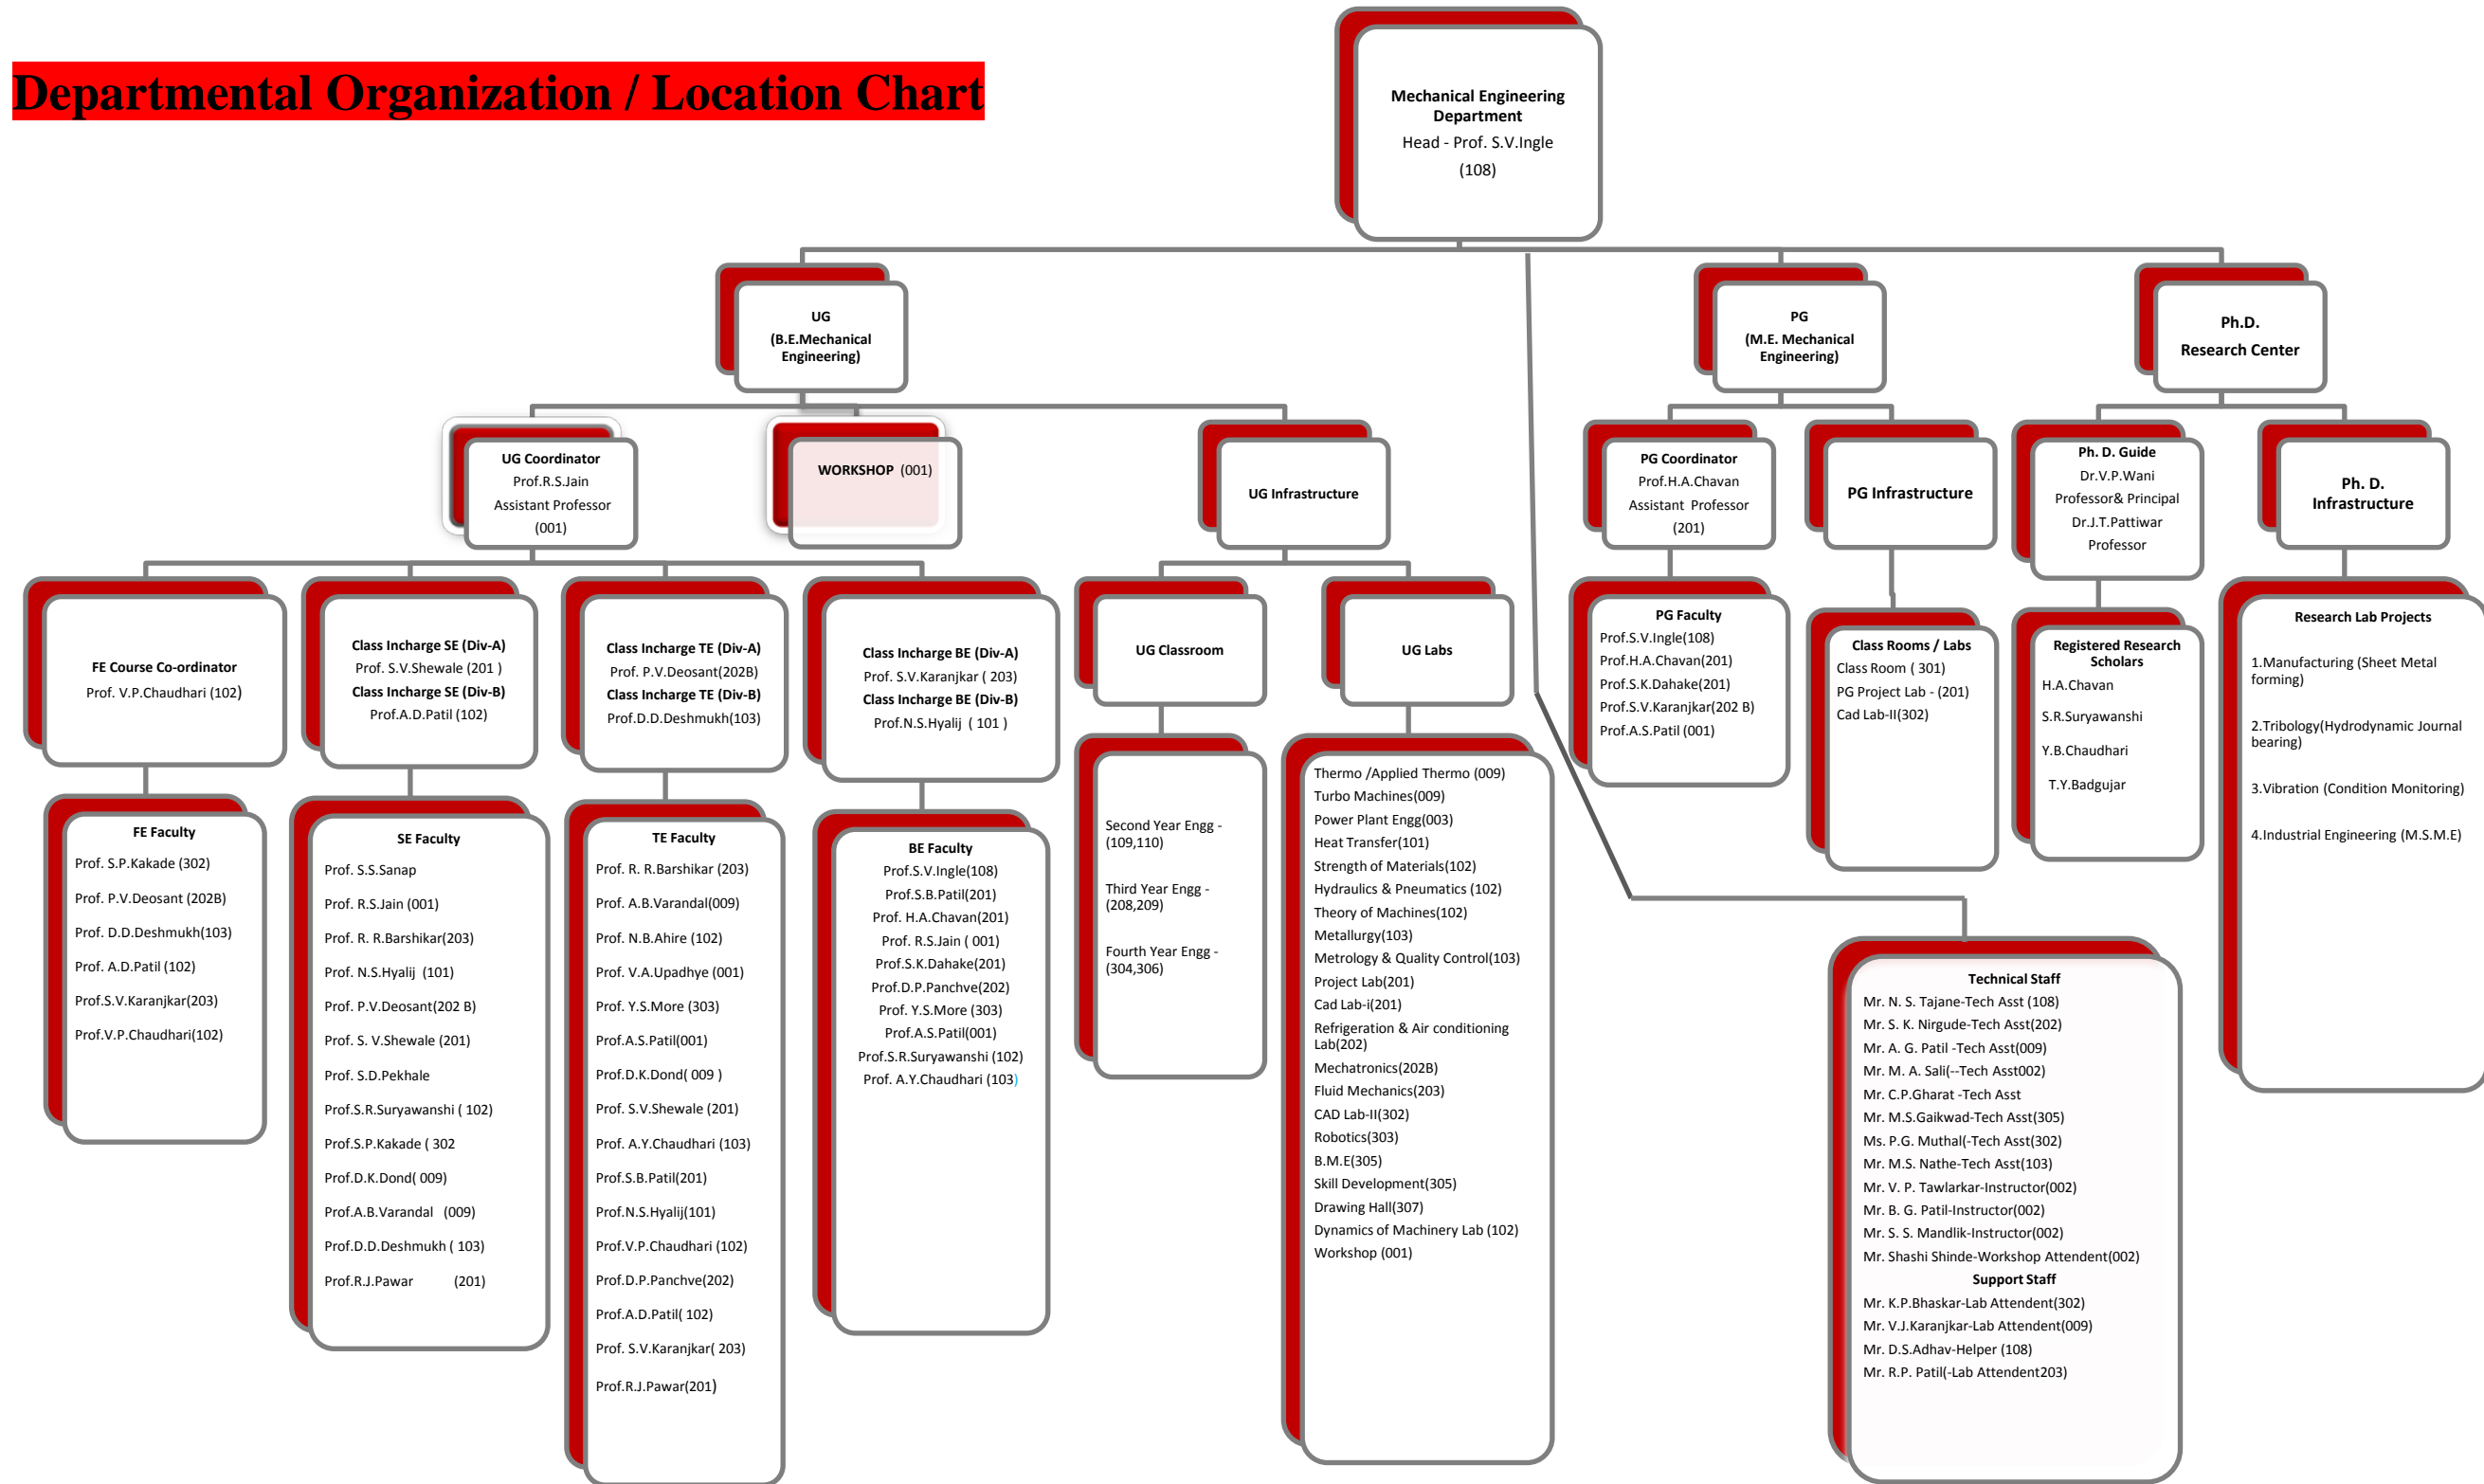 Departmental Organization / Location Chart
Mechanical Engineering
Department
Head - Prof. S.V.Ingle
(108)
UG
(B.E.Mechanical
Engineering)
PG
(M.E. Mechanical
Engineering)
Ph.D.
Research Center
UG Coordinator
Prof.R.S.Jain
Assistant Professor
(001)
WORKSHOP (001)
UG Infrastructure
PG Coordinator
Prof.H.A.Chavan
Assistant Professor
(201)
PG Infrastructure
Ph. D. Guide
Dr.V.P.Wani
Professor& Principal
Dr.J.T.Pattiwar
Professor
Ph. D.
Infrastructure
FE Course Co-ordinator
Prof. V.P.Chaudhari (102)
Class Incharge SE (Div-A)
Prof. S.V.Shewale (201 )
Class Incharge SE (Div-B)
Prof.A.D.Patil (102)
Class Incharge TE (Div-A)
Prof. P.V.Deosant(202B)
Class Incharge TE (Div-B)
Prof.D.D.Deshmukh(103)
Class Incharge BE (Div-A)
Prof. S.V.Karanjkar ( 203)
Class Incharge BE (Div-B)
Prof.N.S.Hyalij ( 101 )
UG Classroom
UG Labs
PG Faculty
Prof.S.V.Ingle(108)
Prof.H.A.Chavan(201)
Prof.S.K.Dahake(201)
Prof.S.V.Karanjkar(202 B)
Prof.A.S.Patil (001)
Class Rooms / Labs
Class Room ( 301)
PG Project Lab - (201)
Cad Lab-II(302)
Registered Research
Scholars
H.A.Chavan
S.R.Suryawanshi
Y.B.Chaudhari
T.Y.Badgujar
Research Lab Projects
1.Manufacturing (Sheet Metal
forming)
2.Tribology(Hydrodynamic Journal
bearing)
3.Vibration (Condition Monitoring)
4.Industrial Engineering (M.S.M.E)
FE Faculty
Prof. S.P.Kakade (302)
Prof. P.V.Deosant (202B)
Prof. D.D.Deshmukh(103)
Prof. A.D.Patil (102)
Prof.S.V.Karanjkar(203)
Prof.V.P.Chaudhari(102)
SE Faculty
Prof. S.S.Sanap
Prof. R.S.Jain (001)
Prof. R. R.Barshikar(203)
Prof. N.S.Hyalij (101)
Prof. P.V.Deosant(202 B)
Prof. S. V.Shewale (201)
Prof. S.D.Pekhale
Prof.S.R.Suryawanshi ( 102)
Prof.S.P.Kakade ( 302
Prof.D.K.Dond( 009)
Prof.A.B.Varandal (009)
Prof.D.D.Deshmukh ( 103)
Prof.R.J.Pawar (201)
TE Faculty
Prof. R. R.Barshikar (203)
Prof. A.B.Varandal(009)
Prof. N.B.Ahire (102)
Prof. V.A.Upadhye (001)
Prof. Y.S.More (303)
Prof.A.S.Patil(001)
Prof.D.K.Dond( 009 )
Prof. S.V.Shewale (201)
Prof. A.Y.Chaudhari (103)
Prof.S.B.Patil(201)
Prof.N.S.Hyalij(101)
Prof.V.P.Chaudhari (102)
Prof.D.P.Panchve(202)
Prof.A.D.Patil( 102)
Prof. S.V.Karanjkar( 203)
Prof.R.J.Pawar(201)
BE Faculty
Prof.S.V.Ingle(108)
Prof.S.B.Patil(201)
Prof. H.A.Chavan(201)
Prof. R.S.Jain ( 001)
Prof.S.K.Dahake(201)
Prof.D.P.Panchve(202)
Prof. Y.S.More (303)
Prof.A.S.Patil(001)
Prof.S.R.Suryawanshi (102)
Prof. A.Y.Chaudhari (103)
Second Year Engg -
(109,110)
Third Year Engg -
(208,209)
Fourth Year Engg -
(304,306)
Thermo /Applied Thermo (009)
Turbo Machines(009)
Power Plant Engg(003)
Heat Transfer(101)
Strength of Materials(102)
Hydraulics & Pneumatics (102)
Theory of Machines(102)
Metallurgy(103)
Metrology & Quality Control(103)
Project Lab(201)
Cad Lab-i(201)
Refrigeration & Air conditioning
Lab(202)
Mechatronics(202B)
Fluid Mechanics(203)
CAD Lab-II(302)
Robotics(303)
B.M.E(305)
Skill Development(305)
Drawing Hall(307)
Dynamics of Machinery Lab (102)
Workshop (001)
Technical Staff
Mr. N. S. Tajane-Tech Asst (108)
Mr. S. K. Nirgude-Tech Asst(202)
Mr. A. G. Patil -Tech Asst(009)
Mr. M. A. Sali(--Tech Asst002)
Mr. C.P.Gharat -Tech Asst
Mr. M.S.Gaikwad-Tech Asst(305)
Ms. P.G. Muthal(-Tech Asst(302)
Mr. M.S. Nathe-Tech Asst(103)
Mr. V. P. Tawlarkar-Instructor(002)
Mr. B. G. Patil-Instructor(002)
Mr. S. S. Mandlik-Instructor(002)
Mr. Shashi Shinde-Workshop Attendent(002)
Support Staff
Mr. K.P.Bhaskar-Lab Attendent(302)
Mr. V.J.Karanjkar-Lab Attendent(009)
Mr. D.S.Adhav-Helper (108)
Mr. R.P. Patil(-Lab Attendent203)